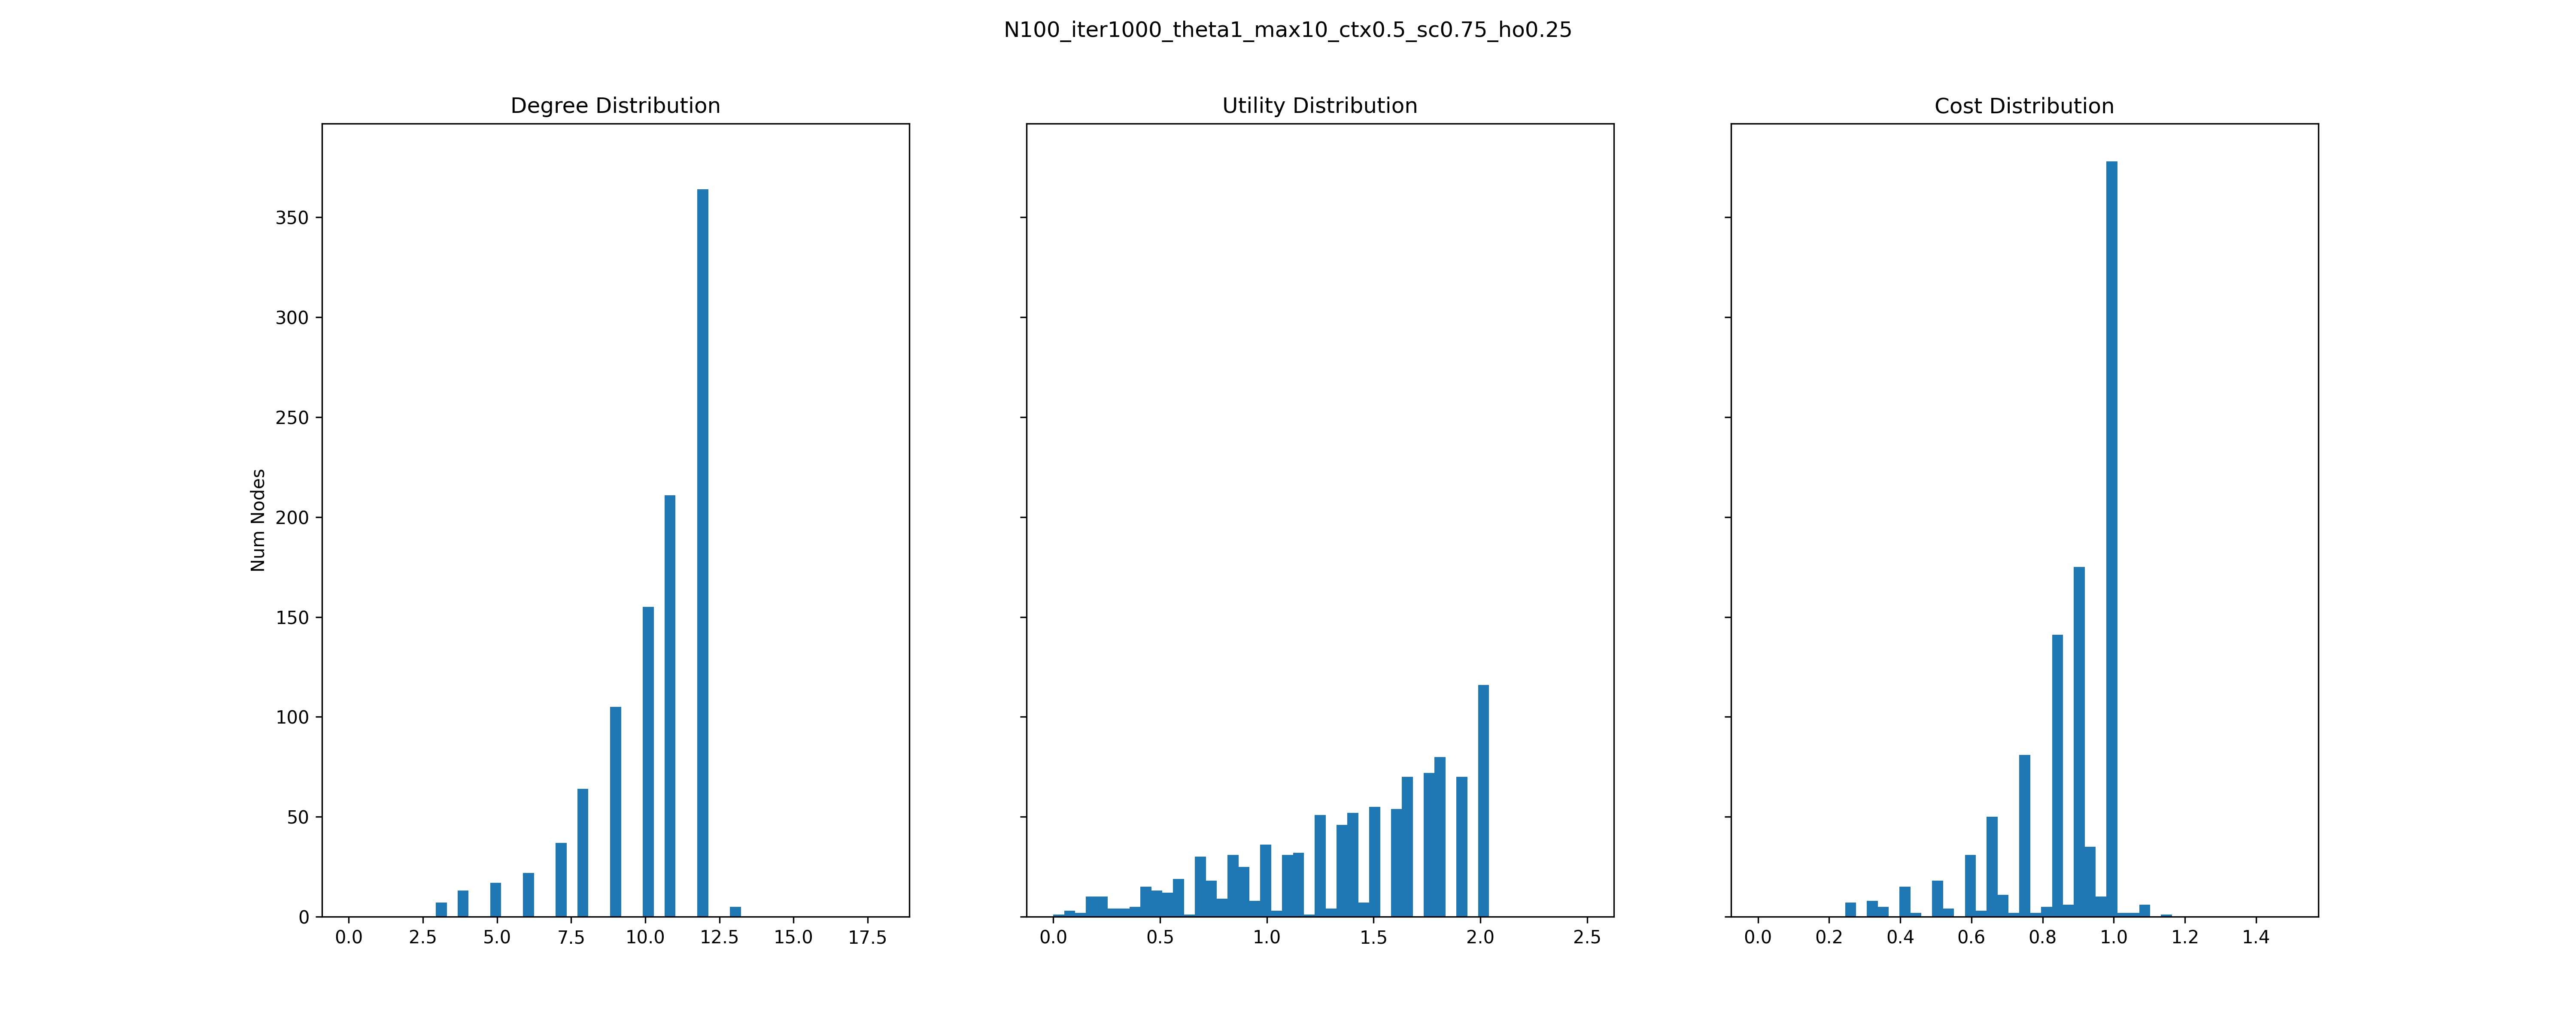 N100_iter1000_theta1_max10_ctx0.5_sc0.75_ho0.25
Degree Distribution
Utility Distribution
Cost Distribution
Num Nodes
350
300
250
200
150
100
50
0
0.0 2.5 5.0 7.5 10.0 12.5 15.0 17.5
0.0 0.5 1.0 1.5 2.0 2.5
0.0 0.2 0.4 0.6 0.8 1.0 1.2 1.4